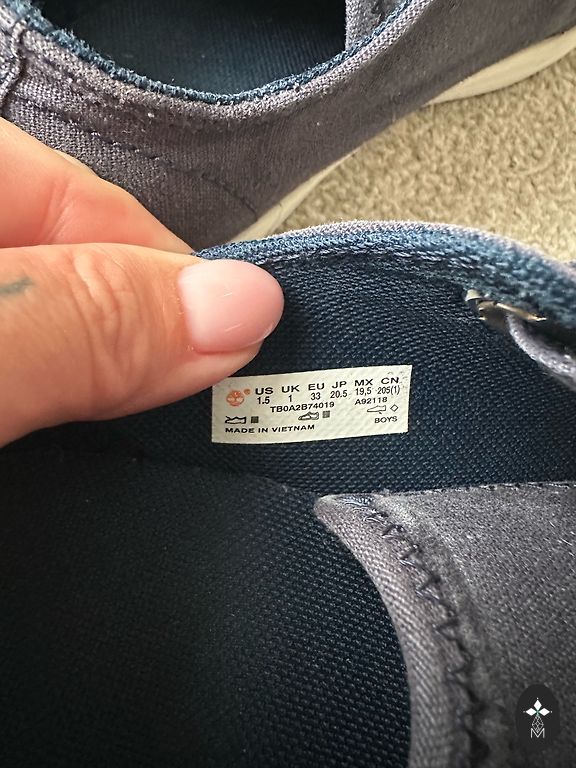 ® US UK EU JP MX CN
1.5 1 33 20.5 19,5 205(1)
TB0A2B74019 A92118
BOYS
MADE IN VIETNAM
M